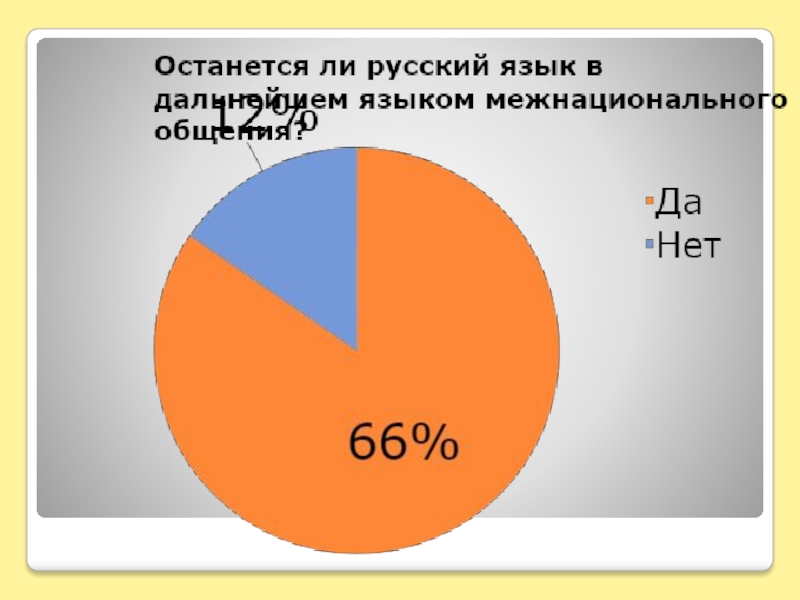 Останется ли русский язык в
дальнейшем языком межнационального
общения?
12%
Да
Нет
66%